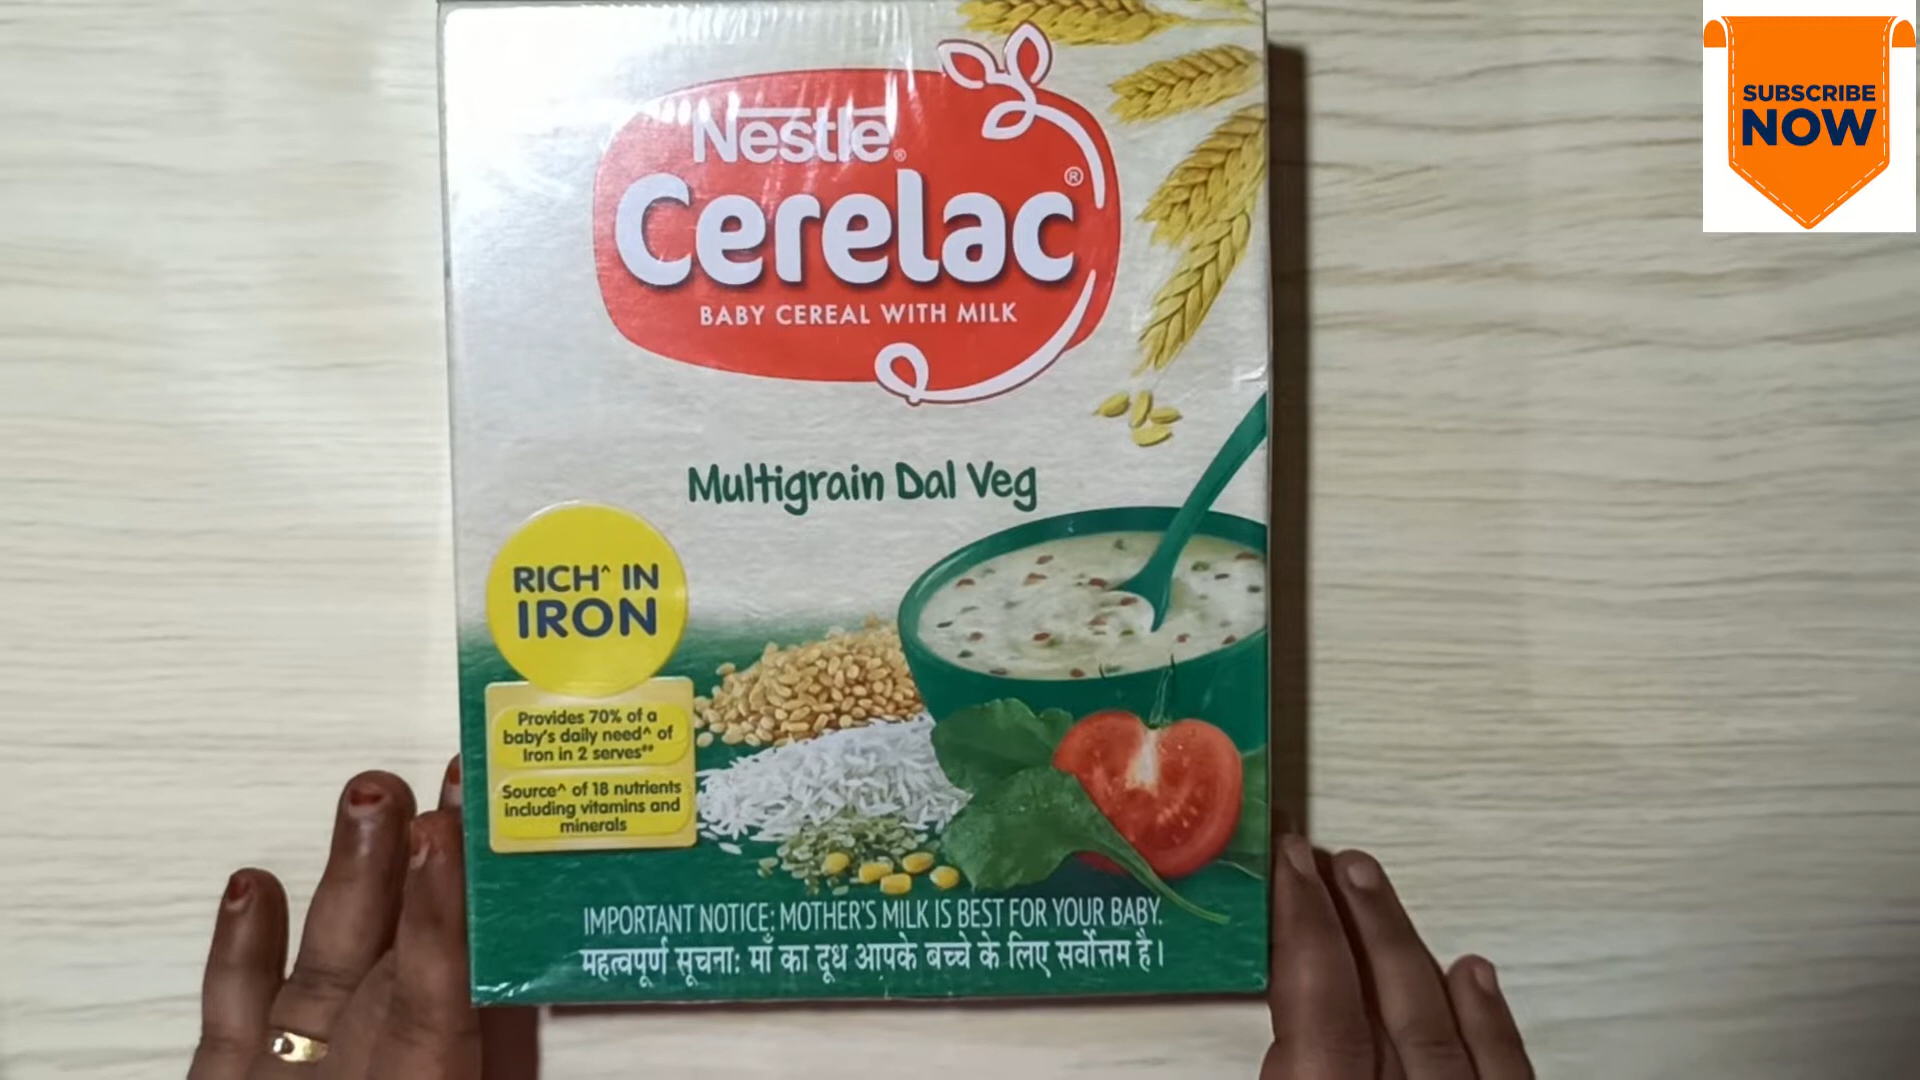 Nestlé®
Cerelac®
BABY CEREAL WITH MILK
Multigrain Dal Veg
RICH^ IN
IRON
Provides 70% of a
baby's daily need^ of
Iron in 2 serves**
Source^ of 18 nutrients
including vitamins and
minerals
IMPORTANT NOTICE: MOTHER'S MILK IS BEST FOR YOUR BABY.
महत्वपूर्ण सूचना: माँ का दूध आपके बच्चे के लिए सर्वोत्तम है।
SUBSCRIBE
NOW